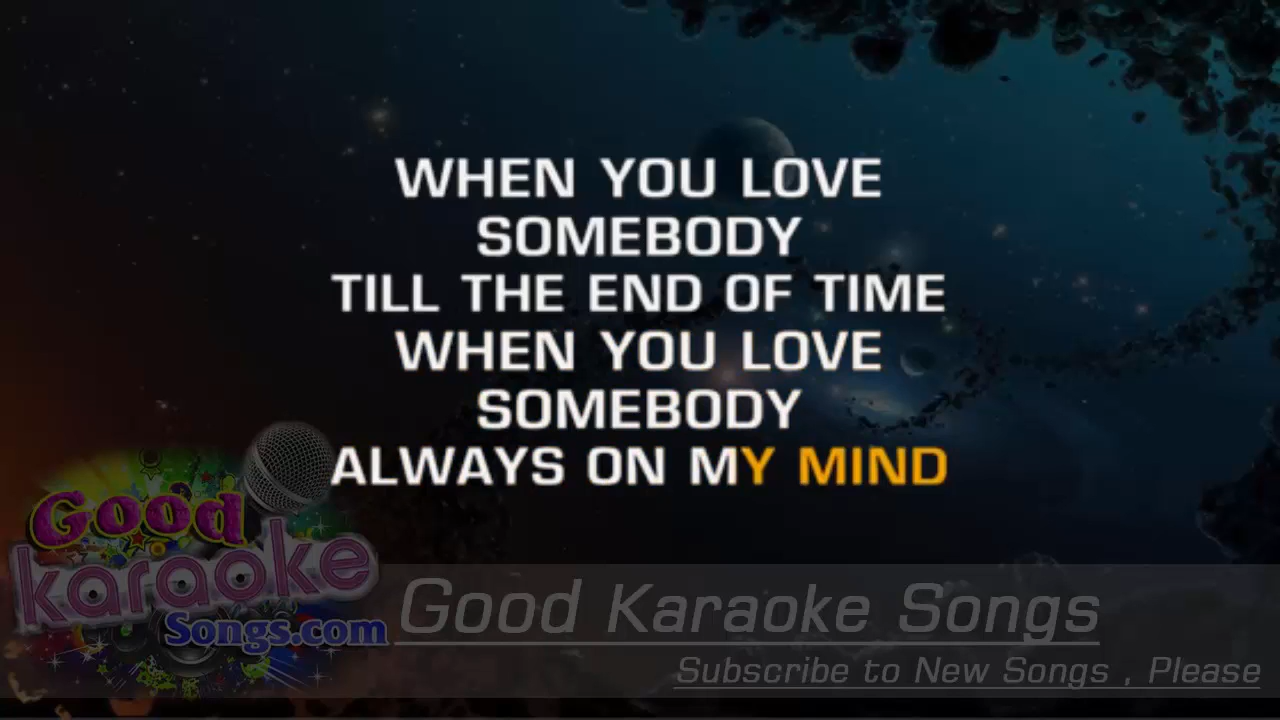 WHEN YOU LOVE
SOMEBODY
TILL THE END OF TIME
WHEN YOU LOVE
SOMEBODY
ALWAYS ON MY MIND
Good
karaoke
Songs.com
Good Karaoke Songs
Subscribe to New Songs , Please